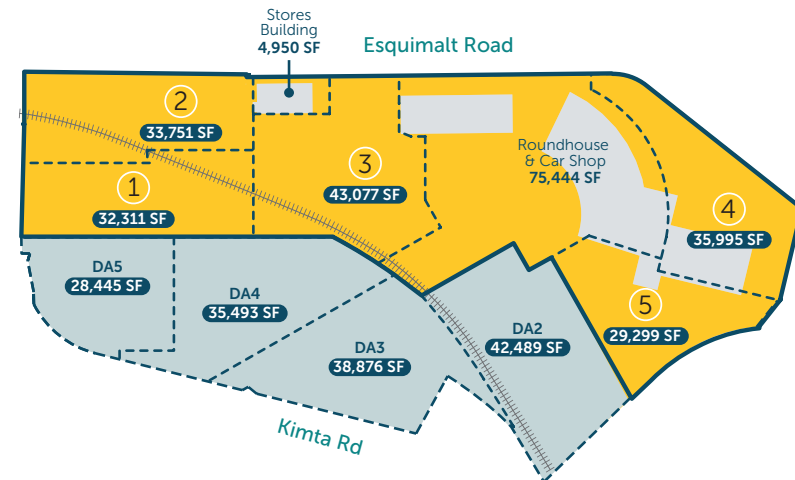 Stores
Building
4,950 SF
Esquimalt Road
2
33,751 SF
Roundhouse
& Car Shop
75,444 SF
3
43,077 SF
1
32,311 SF
4
35,995 SF
DA5
28,445 SF
DA4
35,493 SF
5
29,299 SF
DA2
42,489 SF
DA3
38,876 SF
Kimta Rd